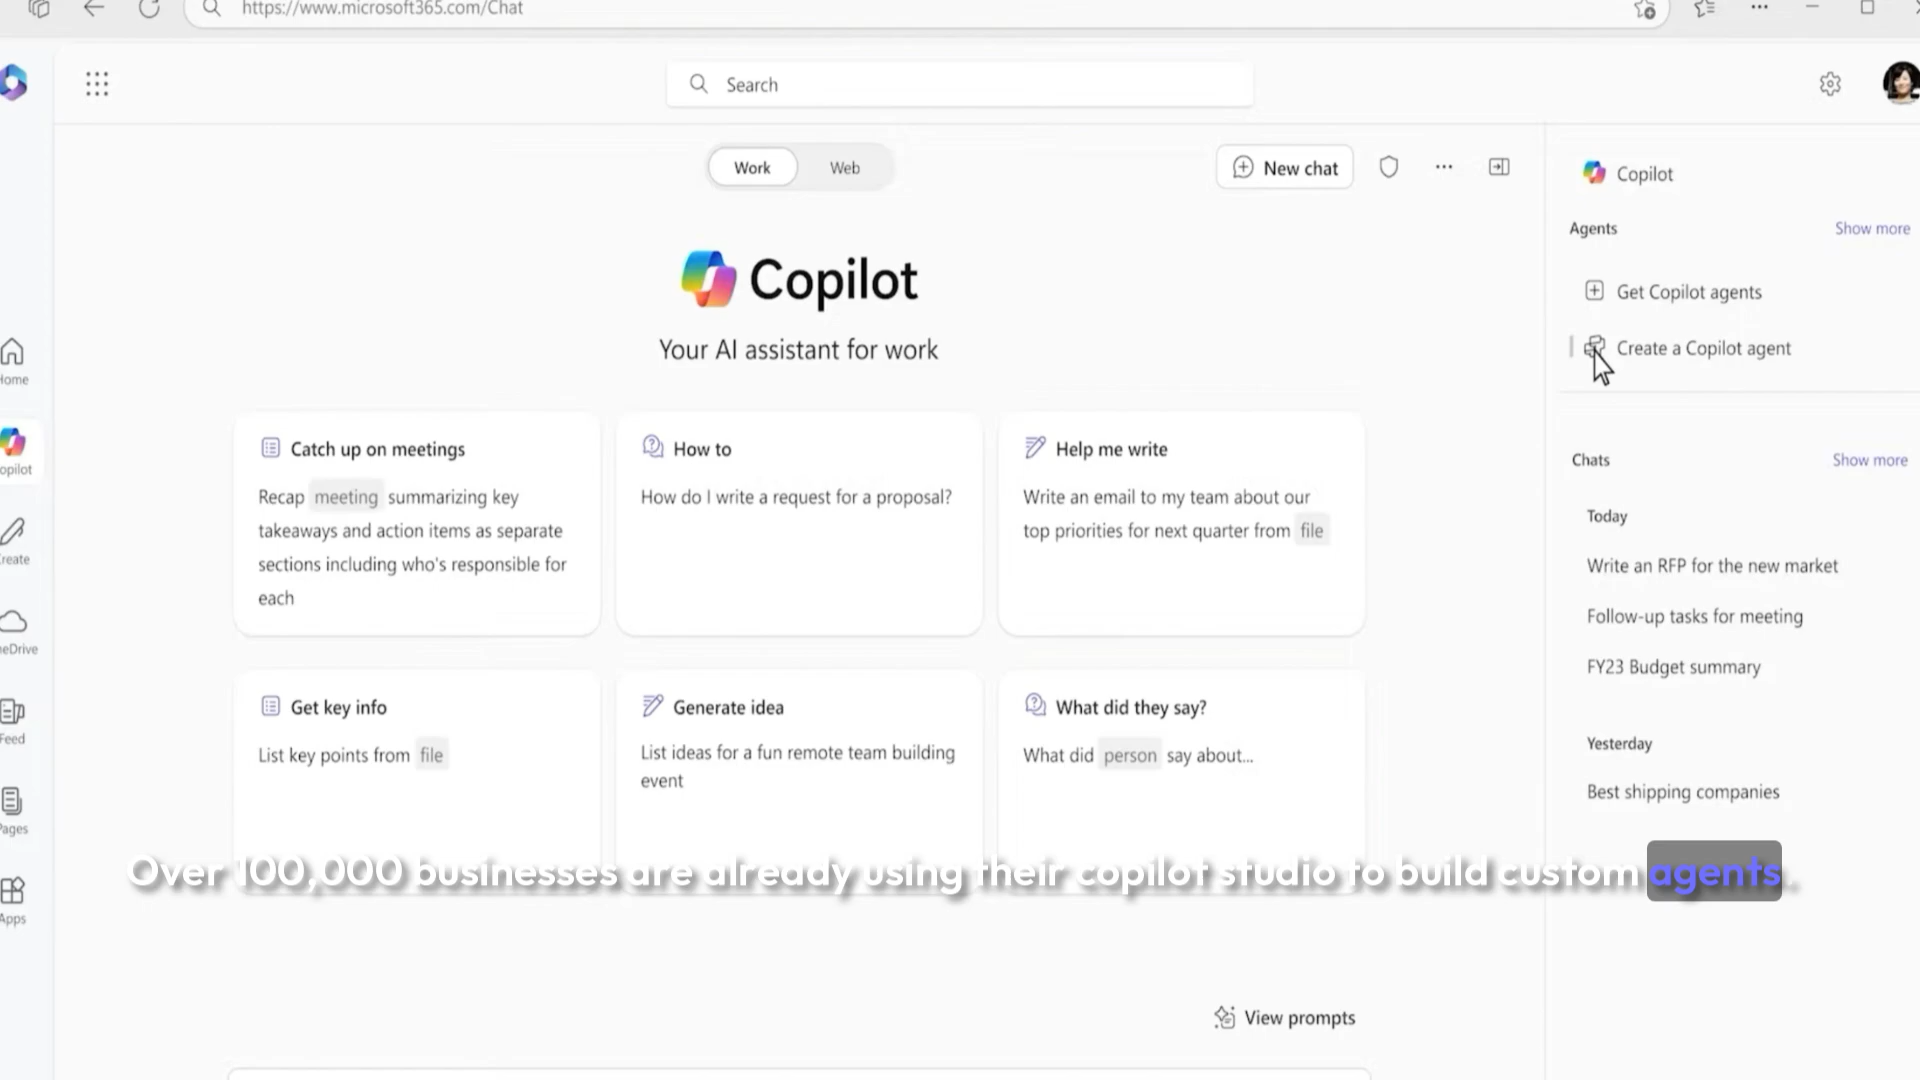 https://www.microsoft365.com/Chat
Search
Work
Web
New chat
Copilot
Your AI assistant for work
Catch up on meetings
Recap meeting summarizing key
takeaways and action items as separate
sections including who's responsible for
each
How to
How do I write a request for a proposal?
Help me write
Write an email to my team about our
top priorities for next quarter from file
Get key info
List key points from file
Generate idea
List ideas for a fun remote team building
event
What did they say?
What did person say about...
View prompts
Home
opilot
reate
neDrive
Feed
Pages
Apps
Copilot
Agents
Show more
Get Copilot agents
Create a Copilot agent
Chats
Show more
Today
Write an RFP for the new market
Follow-up tasks for meeting
FY23 Budget summary
Yesterday
Best shipping companies
Over 100,000 businesses are already using their copilot studio to build custom agents.